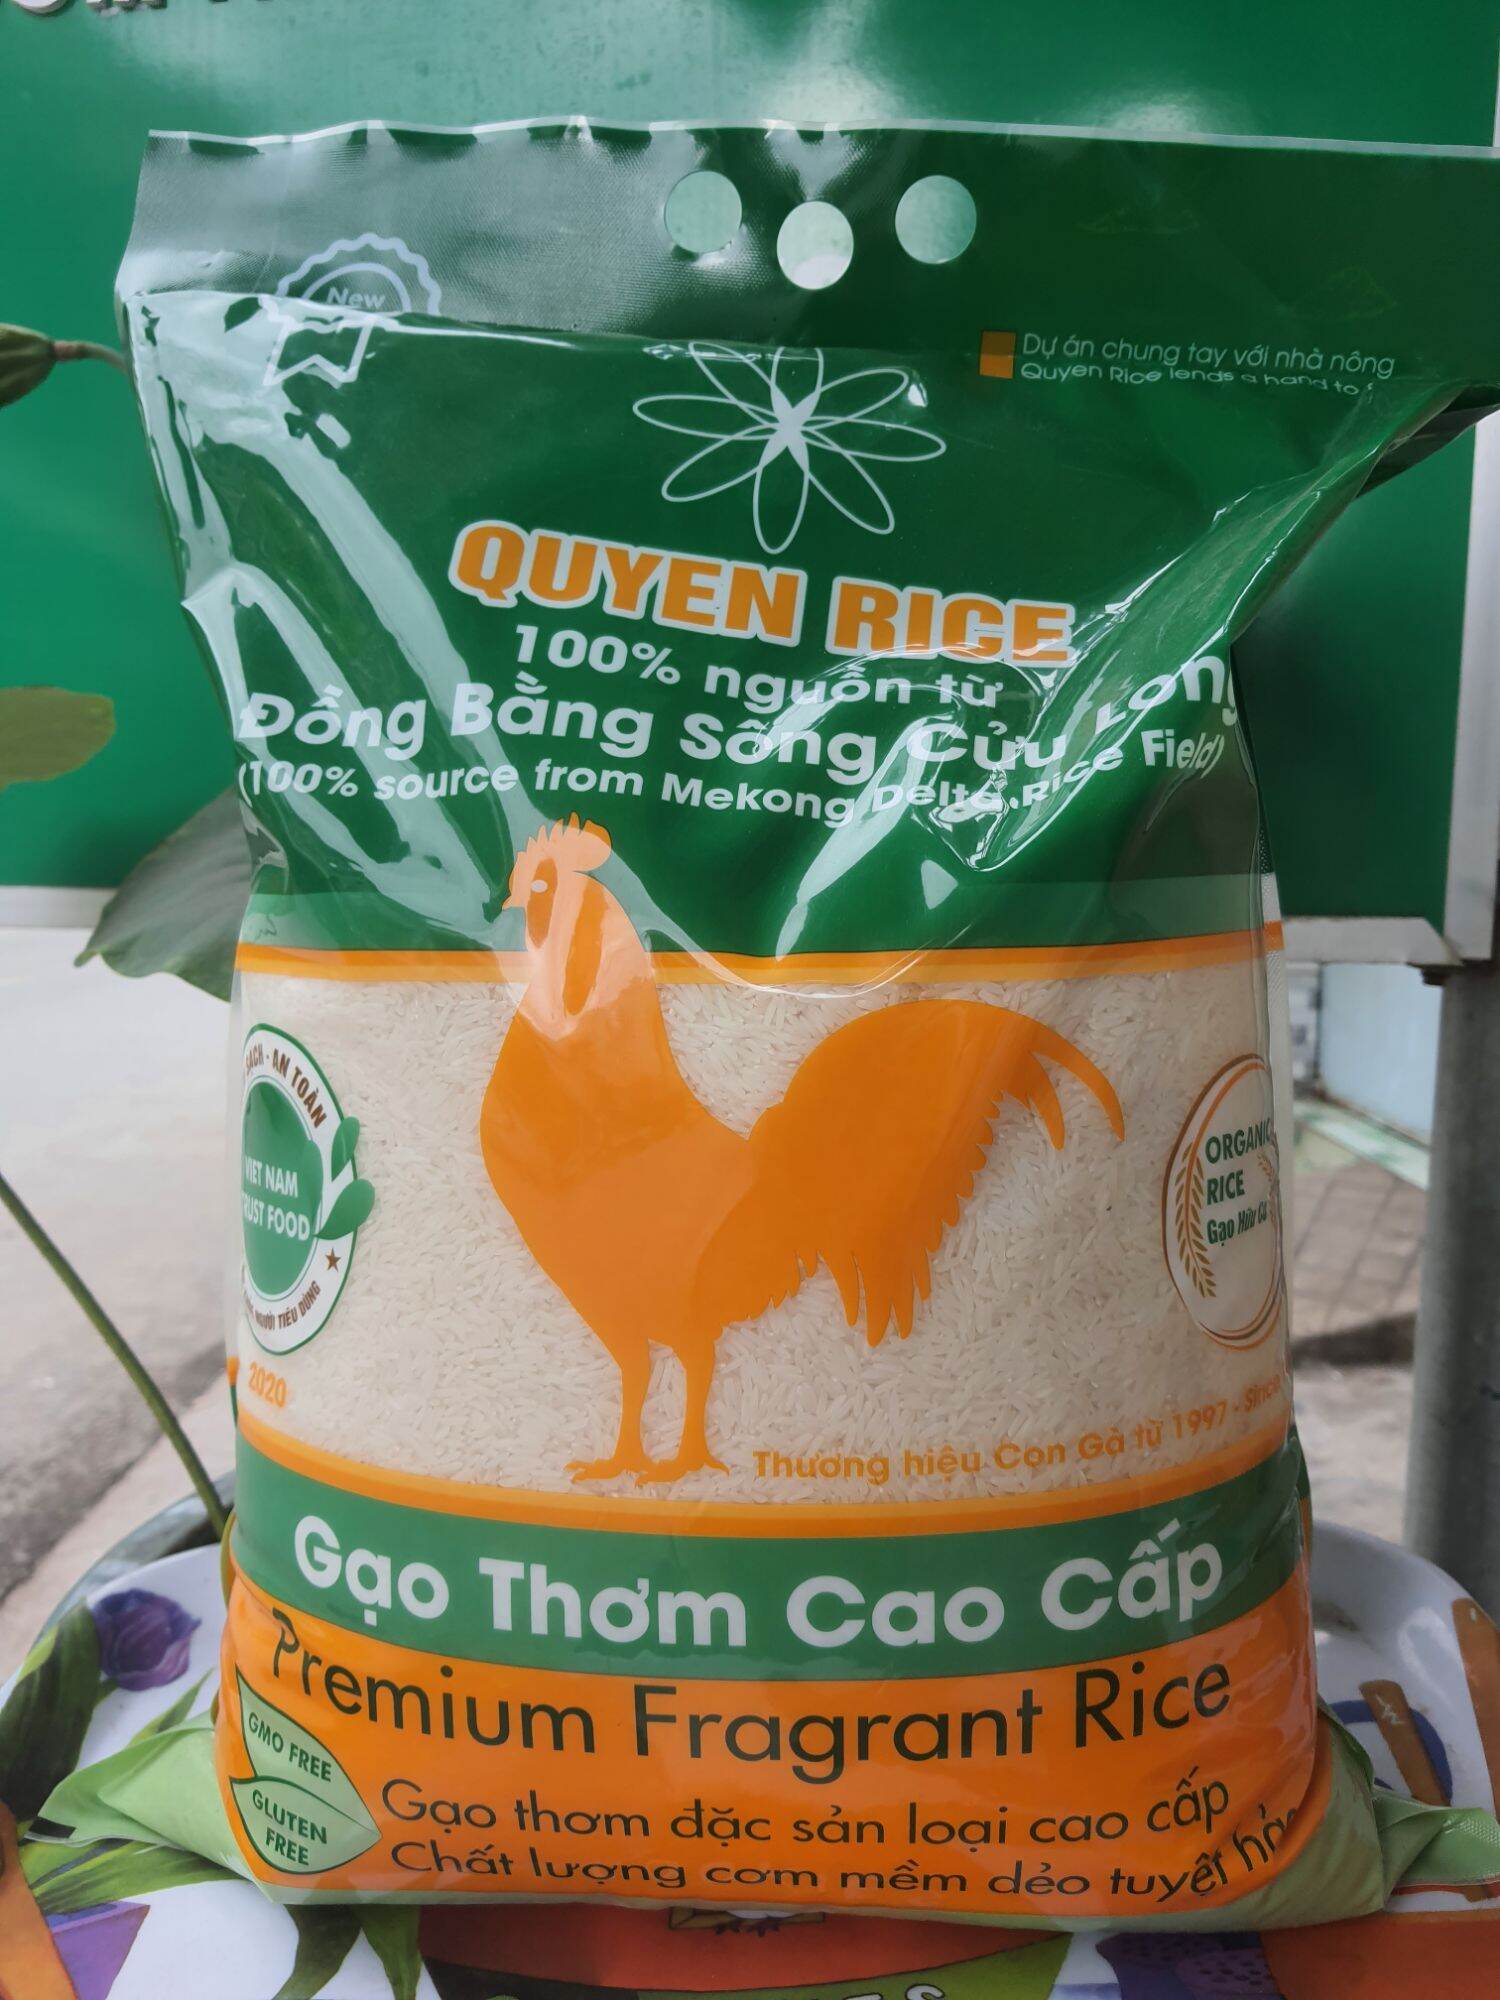 New
Dự án chung tay với nhà nông
Quyen Rice lends a hand to
QUYEN RICE
100% nguồn từ
Đồng Bằng Sông Cửu Long
(100% source from Mekong Delta Rice Field)
SẠCH - AN TOÀN
VIET NAM
TRUST FOOD
NGƯỜI TIÊU DÙNG
2020
ORGANIC
RICE
Gạo Hữu Cơ
Thương hiệu Con Gà từ 1997 - Since
Gạo Thơm Cao Cấp
Premium Fragrant Rice
GMO FREE
GLUTEN
FREE
Gạo thơm đặc sản loại cao cấp
Chất lượng cơm mềm dẻo tuyệt hảo